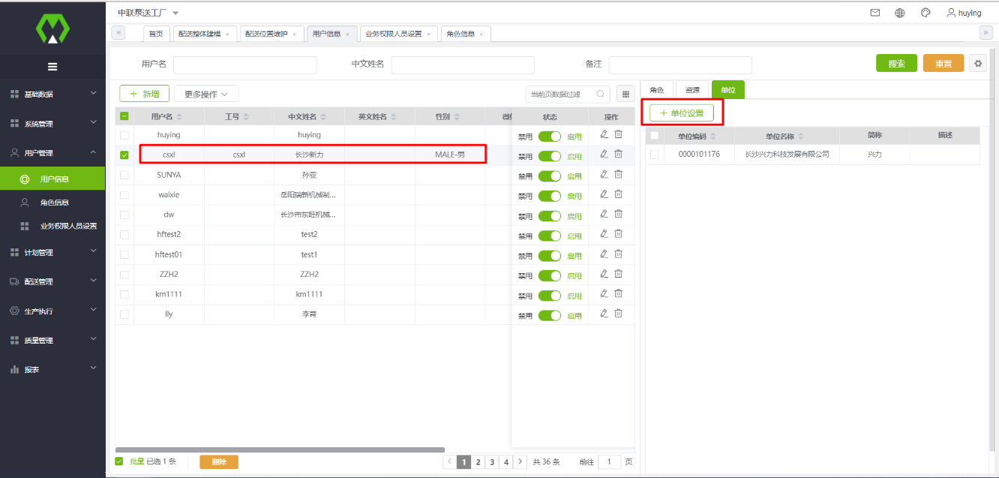 中联泵送工厂
huying
首页 配送整体建模 × 配送位置维护 × 用户信息 × 业务权限人员设置 × 角色信息 ×
基础数据
系统管理
用户管理
用户信息
角色信息
业务权限人员设置
计划管理
配送管理
生产执行
质量管理
报表
用户名 中文姓名 备注 搜索 重置
+ 新增 更多操作 当前页数据过滤
用户名 工号 中文姓名 英文姓名 性别 状态 操作
huying huying 禁用 启用
csxl csxl 长沙新力 MALE-男 禁用 启用
SUNYA 孙亚 禁用 启用
waixie 岳阳瑞新机械制... 禁用 启用
dw 长沙市东旺机械... 禁用 启用
hftest2 test2 禁用 启用
hftest01 test1 禁用 启用
ZZH2 ZZH2 禁用 启用
km1111 km1111 禁用 启用
liy 李育 禁用 启用
批量 已选 1 条 删除 1 2 3 4 共 36 条 前往 1 页
角色 资源 单位
+ 单位设置
单位编码 单位名称 简称 描述
0000101176 长沙兴力科技发展有限公司 兴力